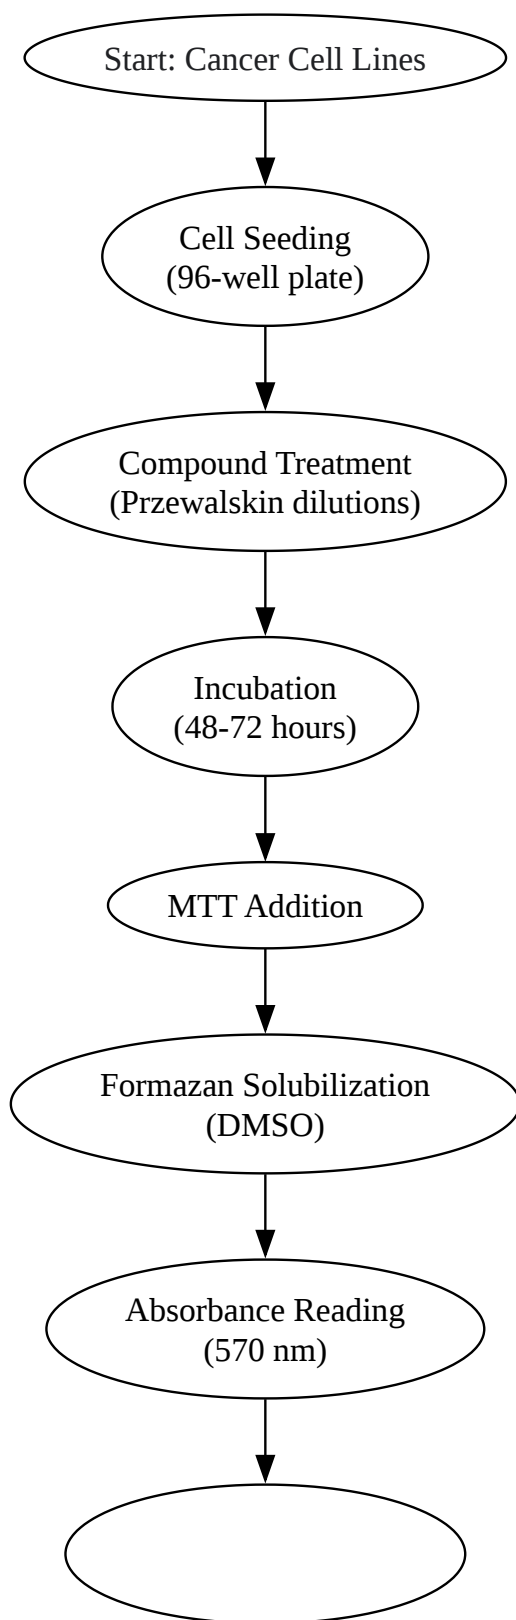 Start: Cancer Cell Lines
Cell Seeding
(96-well plate)
Compound Treatment
(Przewalskin dilutions)
Incubation
(48-72 hours)
MTT Addition
Formazan Solubilization
(DMSO)
Absorbance Reading
(570 nm)